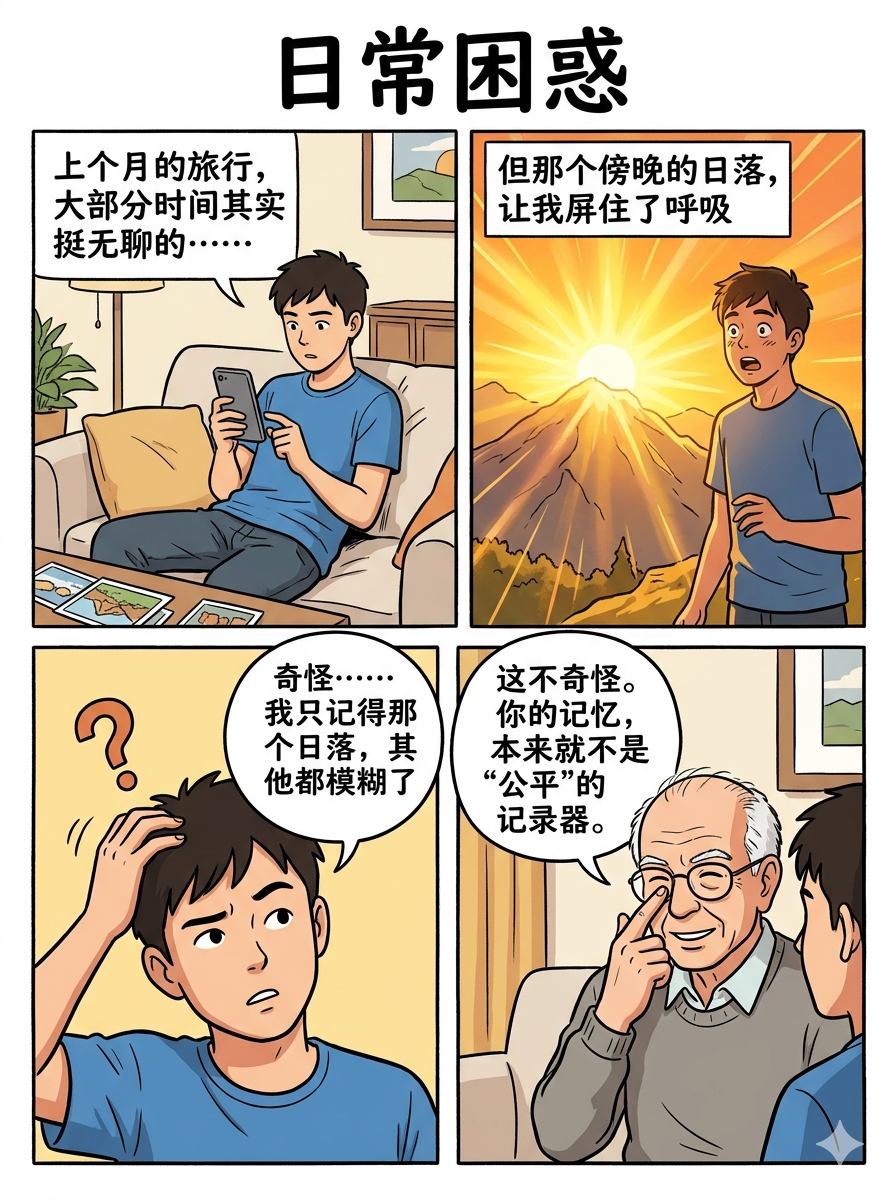 日常困惑
上个月的旅行，
大部分时间其实
挺无聊的……
但那个傍晚的日落，
让我屏住了呼吸
奇怪……
我只记得那
个日落，其
他都模糊了
这不奇怪。
你的记忆，
本来就不是
“公平”的
记录器。